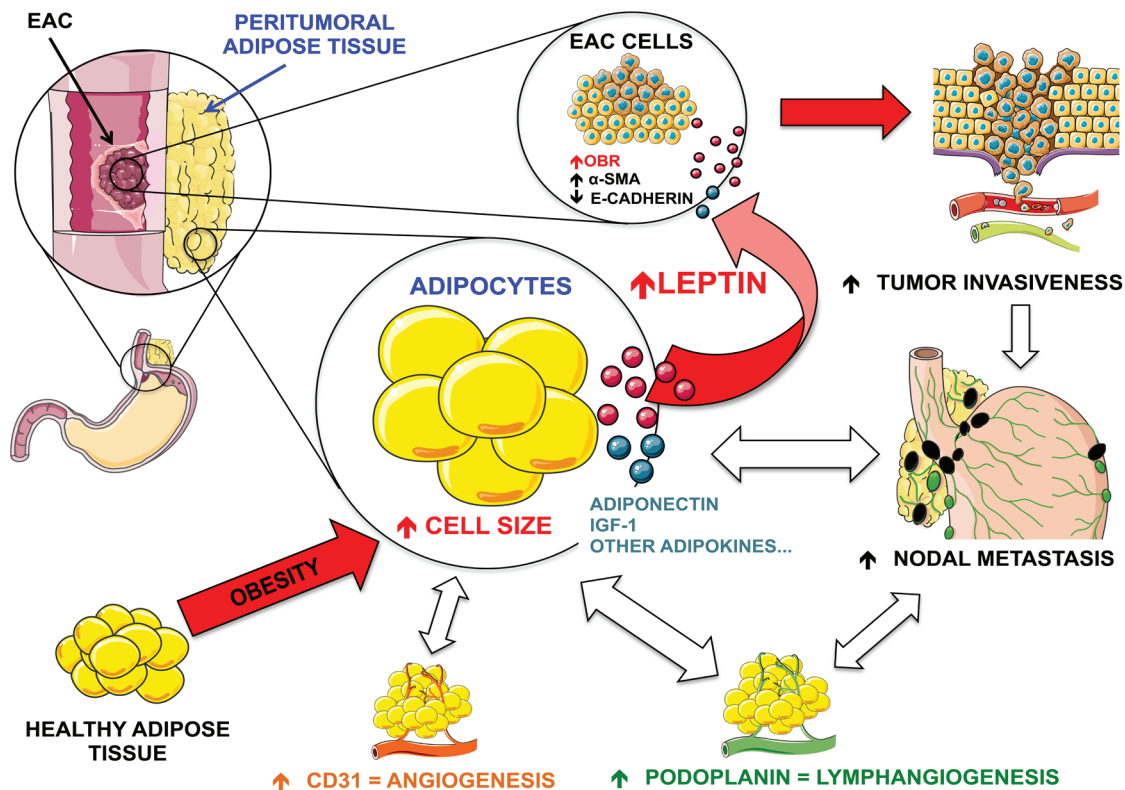 EAC
PERITUMORAL
ADIPOSE TISSUE
EAC CELLS
↑OBR
↑ α-SMA
↓ E-CADHERIN
↑ TUMOR INVASIVENESS
ADIPOCYTES
↑LEPTIN
↑ CELL SIZE
ADIPONECTIN
IGF-1
OTHER ADIPOKINES...
↑ NODAL METASTASIS
OBESITY
HEALTHY ADIPOSE
TISSUE
↑ CD31 = ANGIOGENESIS
↑ PODOPLANIN = LYMPHANGIOGENESIS